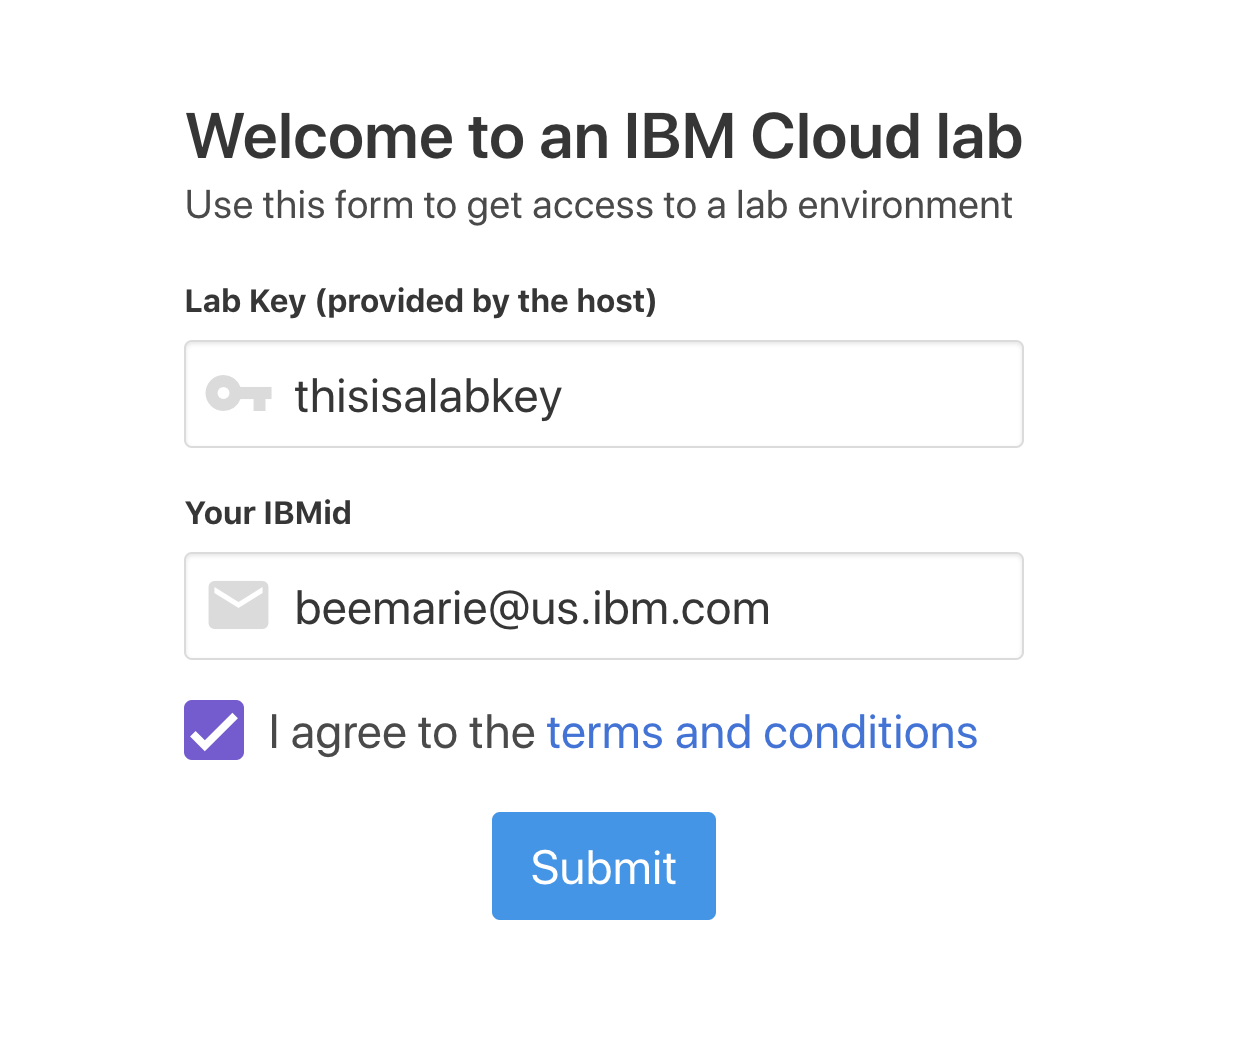 Welcome to an IBM Cloud lab
Use this form to get access to a lab environment
Lab Key (provided by the host)
thisisalabkey
Your IBMid
beemarie@us.ibm.com
I agree to the terms and conditions
Submit